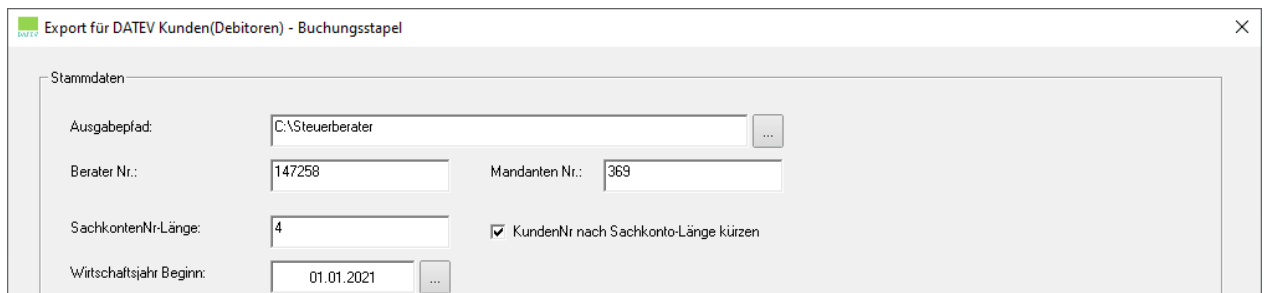 DATEV Export für DATEV Kunden(Debitoren) - Buchungsstapel
Stammdaten
Ausgabepfad: C:\Steuerberater ...
Berater Nr.: 147258 Mandanten Nr.: 369
SachkontenNr-Länge: 4 KundenNr nach Sachkonto-Länge kürzen
Wirtschaftsjahr Beginn: 01.01.2021 ...